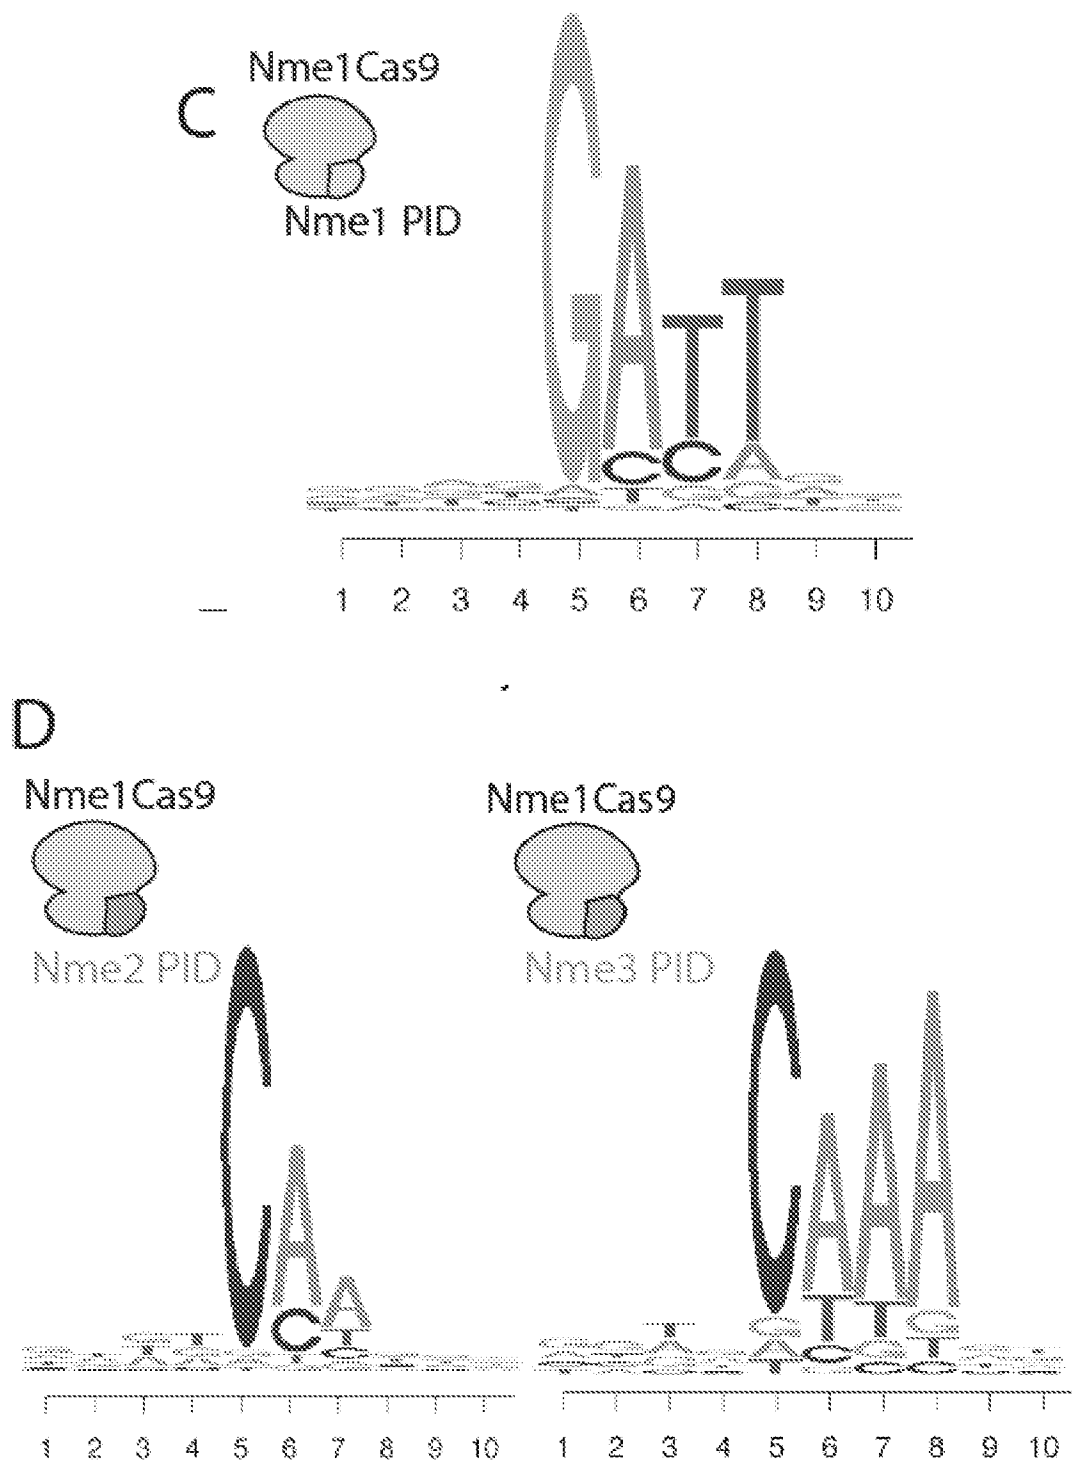 Nme1Cas9
C
Nme1 PID
G
A
T
T
C
C
A
T
1 2 3 4 5 6 7 8 9 10
D
Nme1Cas9 Nme1Cas9
Nme2 PID Nme3 PID
C A A C T
C A A A T T G C G T
1 2 3 4 5 6 7 8 9 10 1 2 3 4 5 6 7 8 9 10